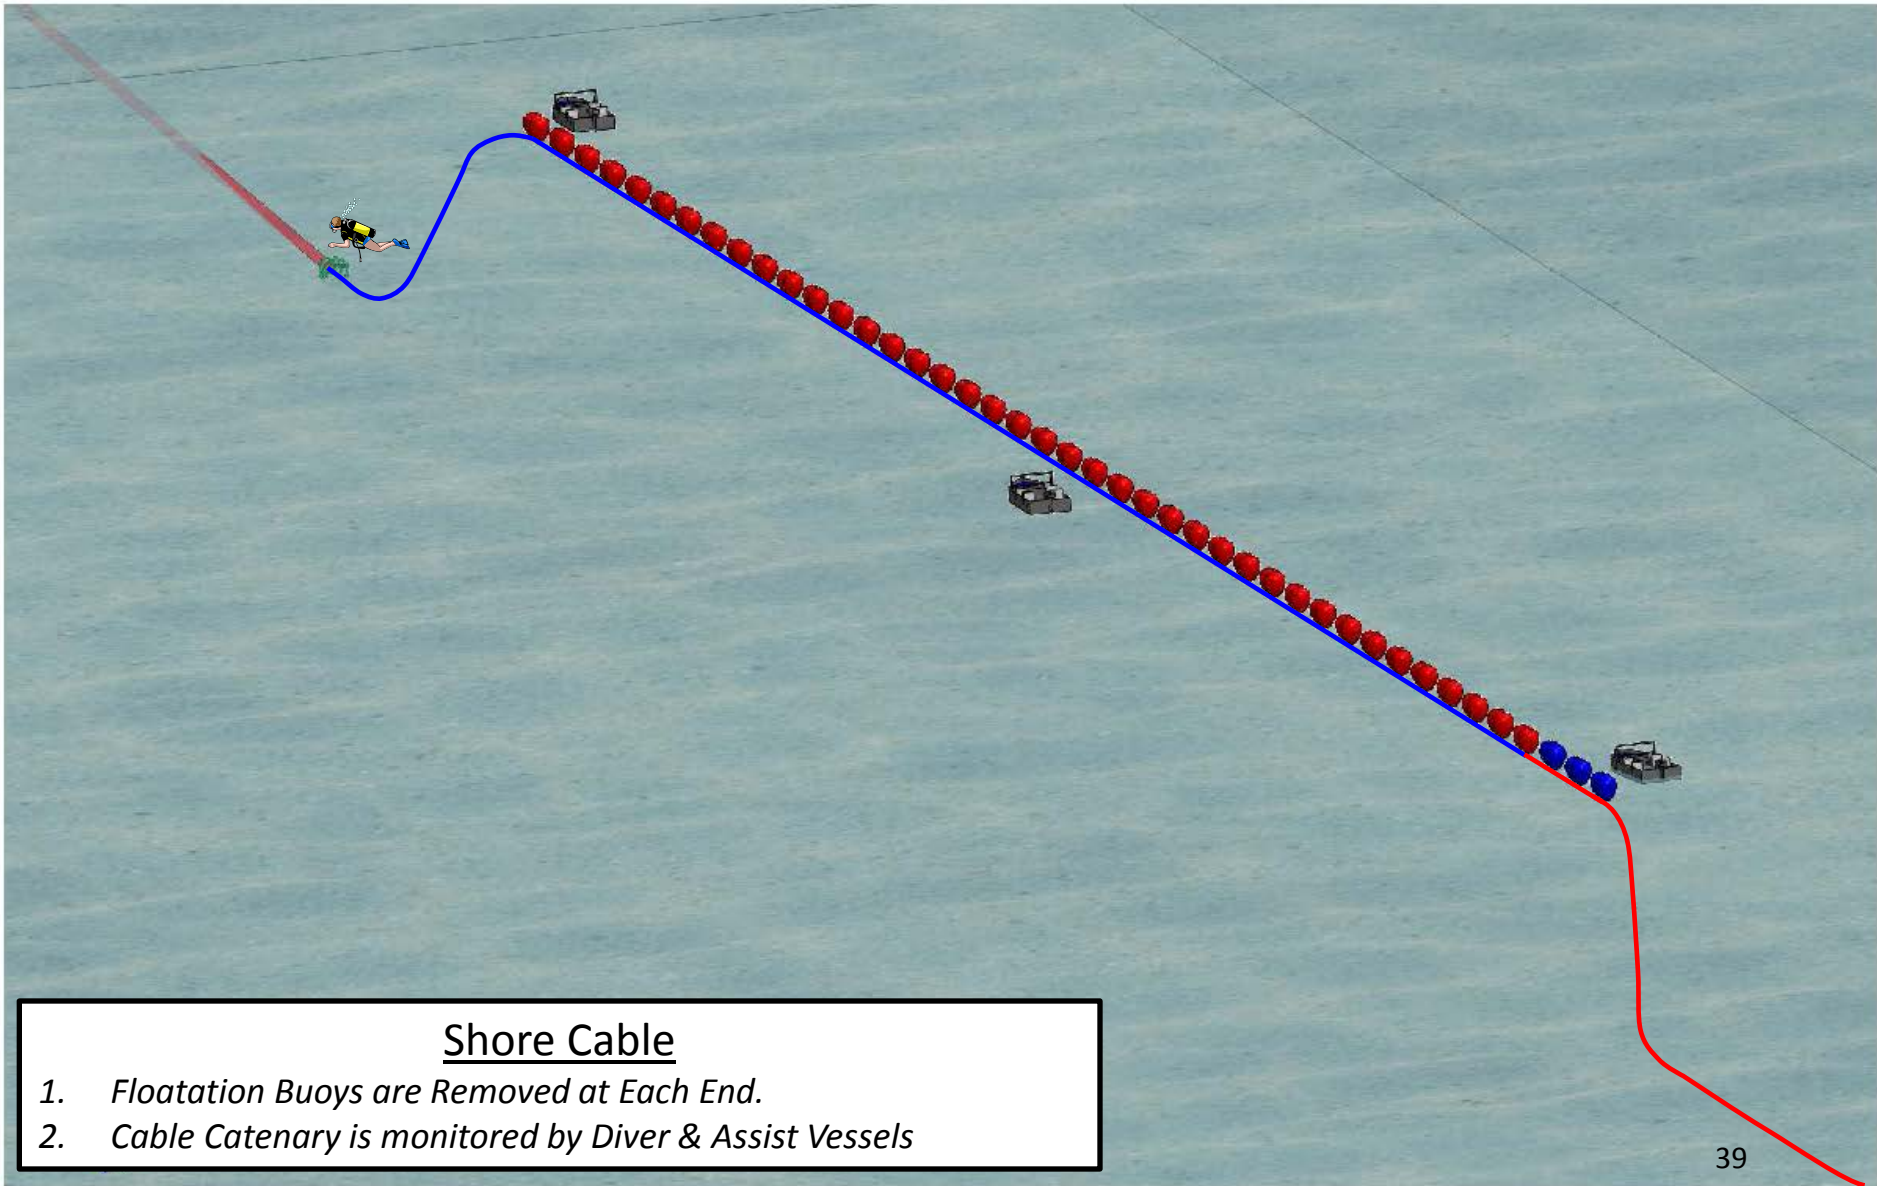 Shore Cable
1. Floatation Buoys are Removed at Each End.
2. Cable Catenary is monitored by Diver & Assist Vessels
39